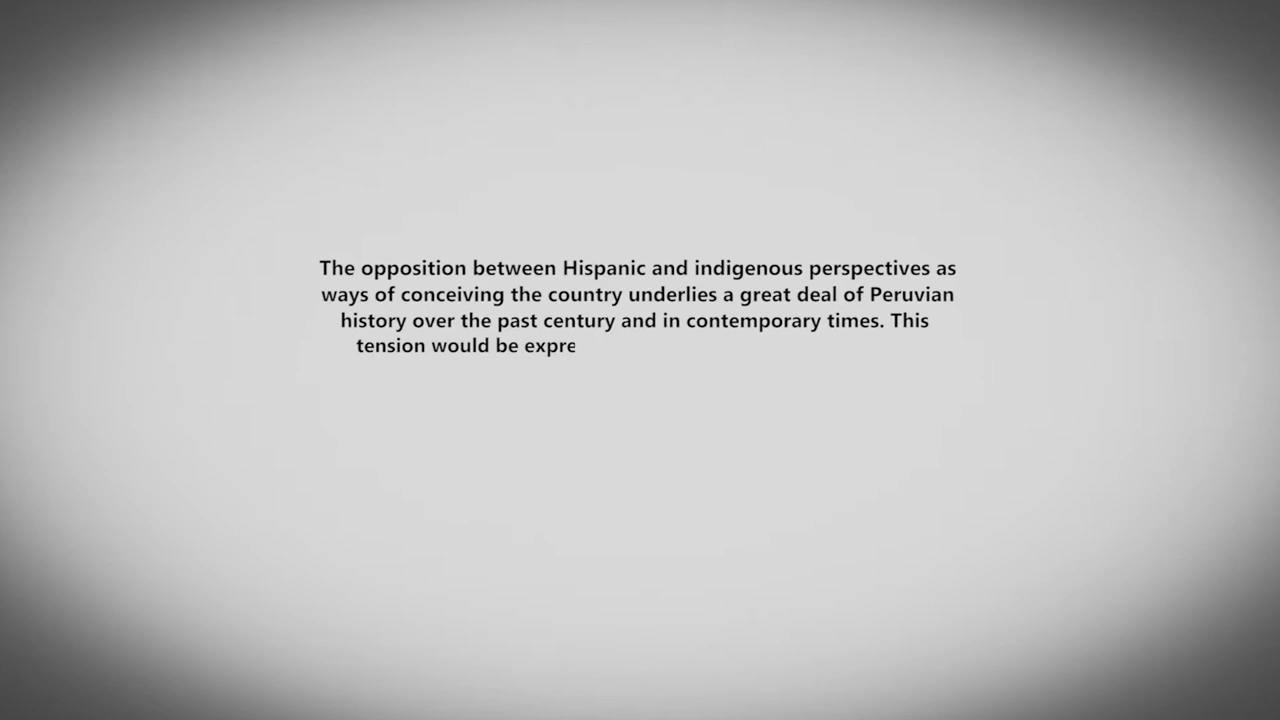 The opposition between Hispanic and indigenous perspectives as
ways of conceiving the country underlies a great deal of Peruvian
history over the past century and in contemporary times. This
tension would be expre